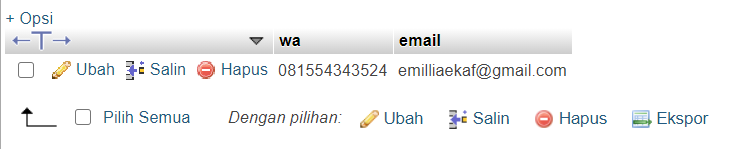 + Opsi
wa email
Ubah Salin Hapus 081554343524 emilliaekaf@gmail.com
Pilih Semua Dengan pilihan: Ubah Salin Hapus Ekspor